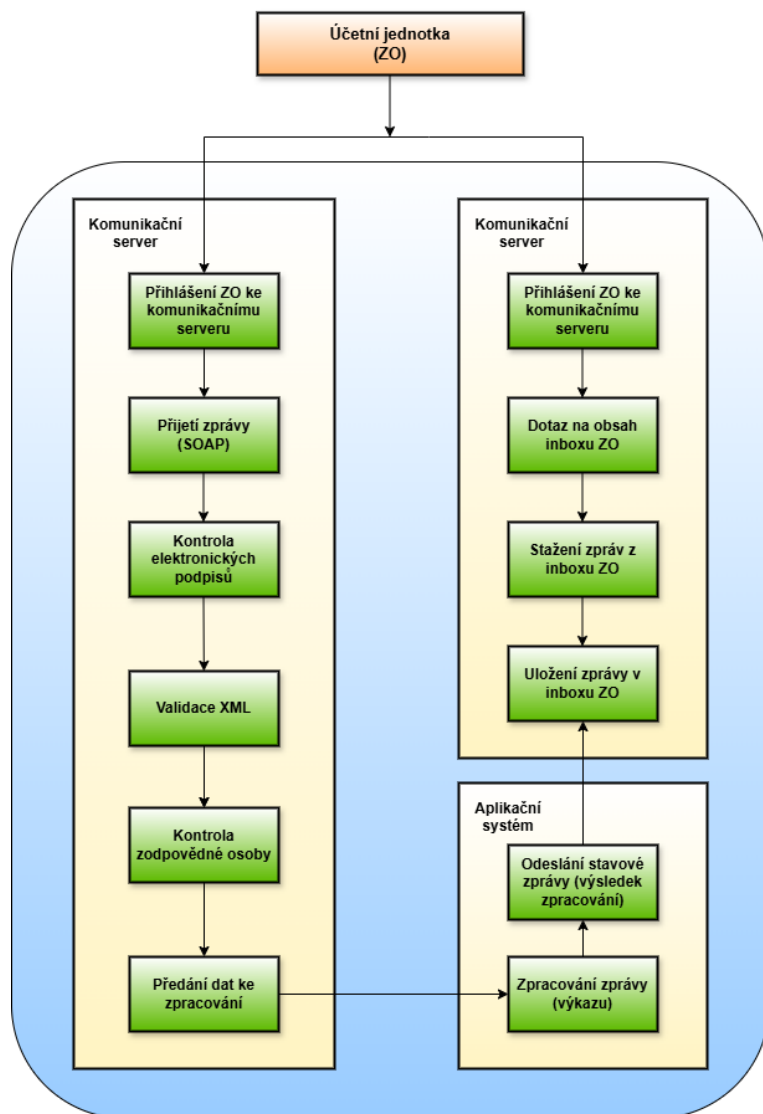 Účetní jednotka
(ZO)
Komunikační
server
Přihlášení ZO ke
komunikačnímu
serveru
Přijetí zprávy
(SOAP)
Kontrola
elektronických
podpisů
Validace XML
Kontrola
zodpovědné osoby
Předání dat ke
zpracování
Komunikační
server
Přihlášení ZO ke
komunikačnímu
serveru
Dotaz na obsah
inboxu ZO
Stažení zpráv z
inboxu ZO
Uložení zprávy v
inboxu ZO
Aplikační
systém
Odeslání stavové
zprávy (výsledek
zpracování)
Zpracování zprávy
(výkazu)